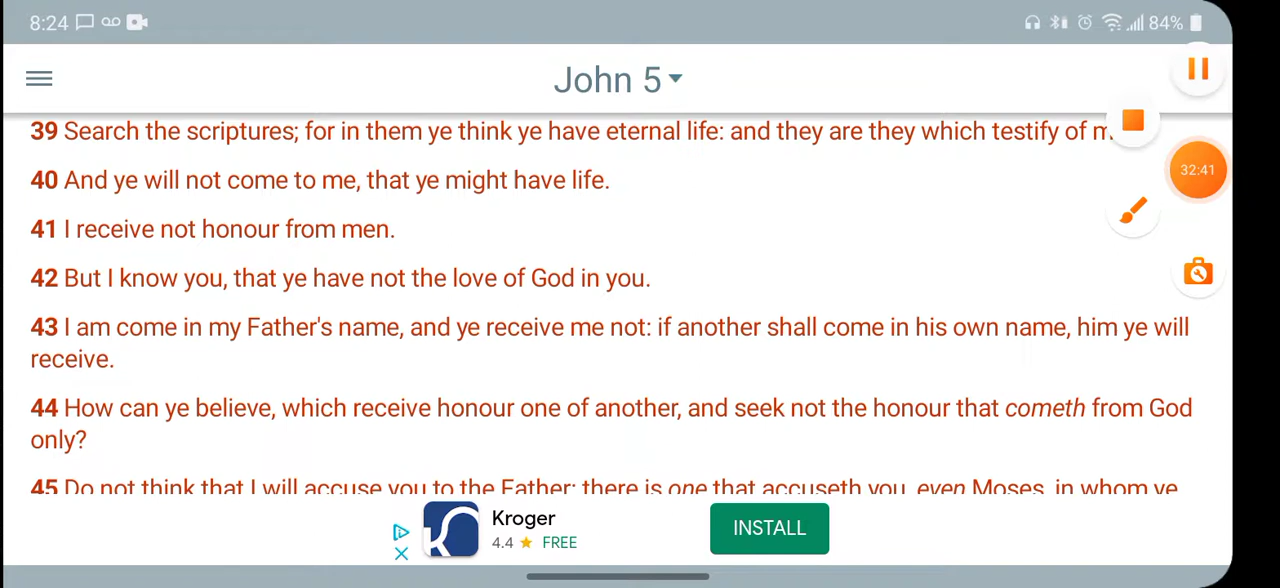 8:24 84%
John 5
39 Search the scriptures; for in them ye think ye have eternal life: and they are they which testify of
40 And ye will not come to me, that ye might have life.
41 I receive not honour from men.
42 But I know you, that ye have not the love of God in you.
43 I am come in my Father's name, and ye receive me not: if another shall come in his own name, him ye will
receive.
44 How can ye believe, which receive honour one of another, and seek not the honour that cometh from God
only?
45 Do not think that I will accuse you to the Father: there is one that accuseth you, even Moses, in whom ye
32:41
Kroger
4.4 FREE
INSTALL